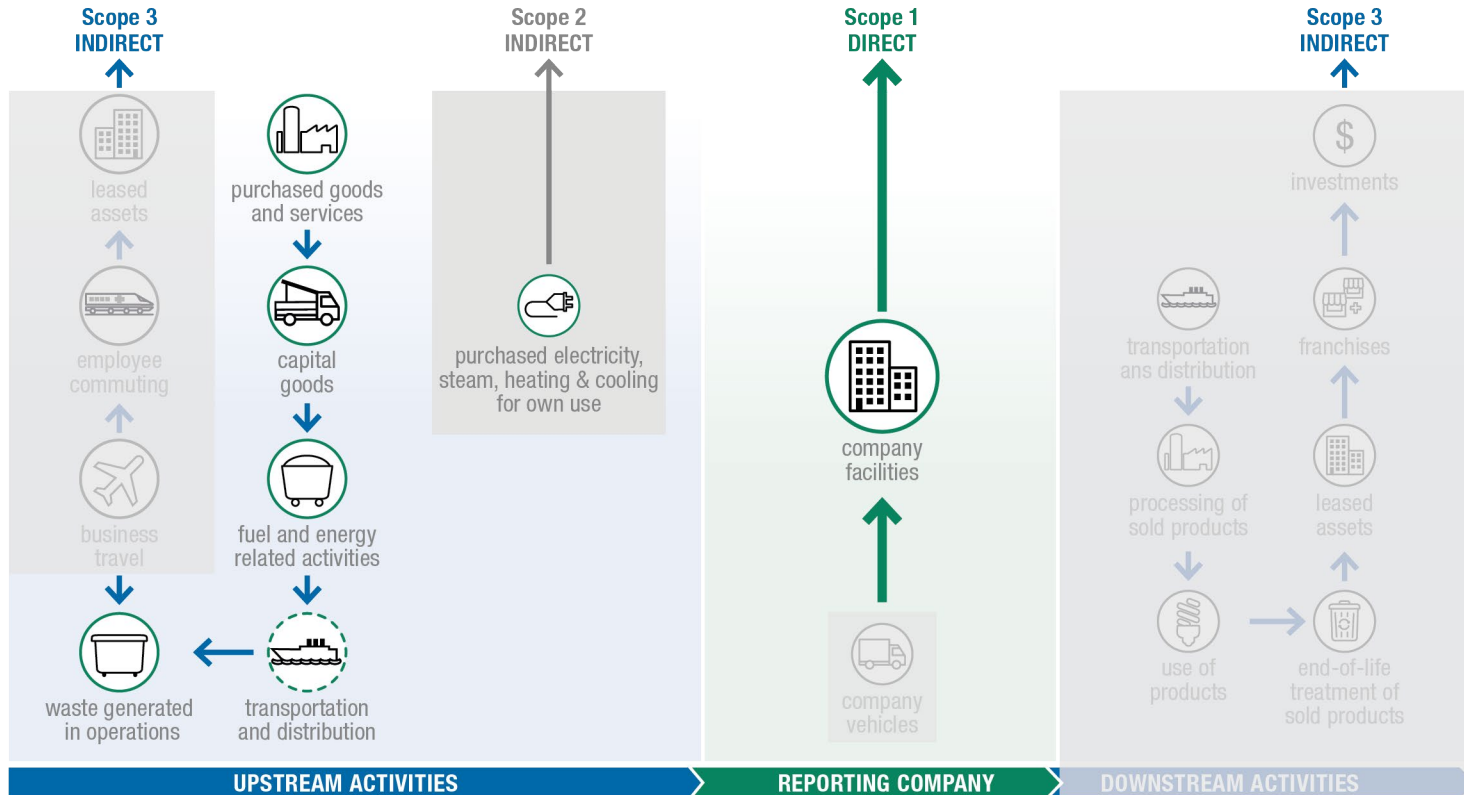 Scope 3
INDIRECT
Scope 2
INDIRECT
Scope 1
DIRECT
Scope 3
INDIRECT
leased
assets
employee
commuting
business
travel
waste generated
in operations
purchased goods
and services
capital
goods
fuel and energy
related activities
transportation
and distribution
purchased electricity,
steam, heating & cooling
for own use
company
facilities
company
vehicles
transportation
ans distribution
processing of
sold products
use of
products
$
investments
franchises
leased
assets
end-of-life
treatment of
sold products
UPSTREAM ACTIVITIES
REPORTING COMPANY
DOWNSTREAM ACTIVITIES